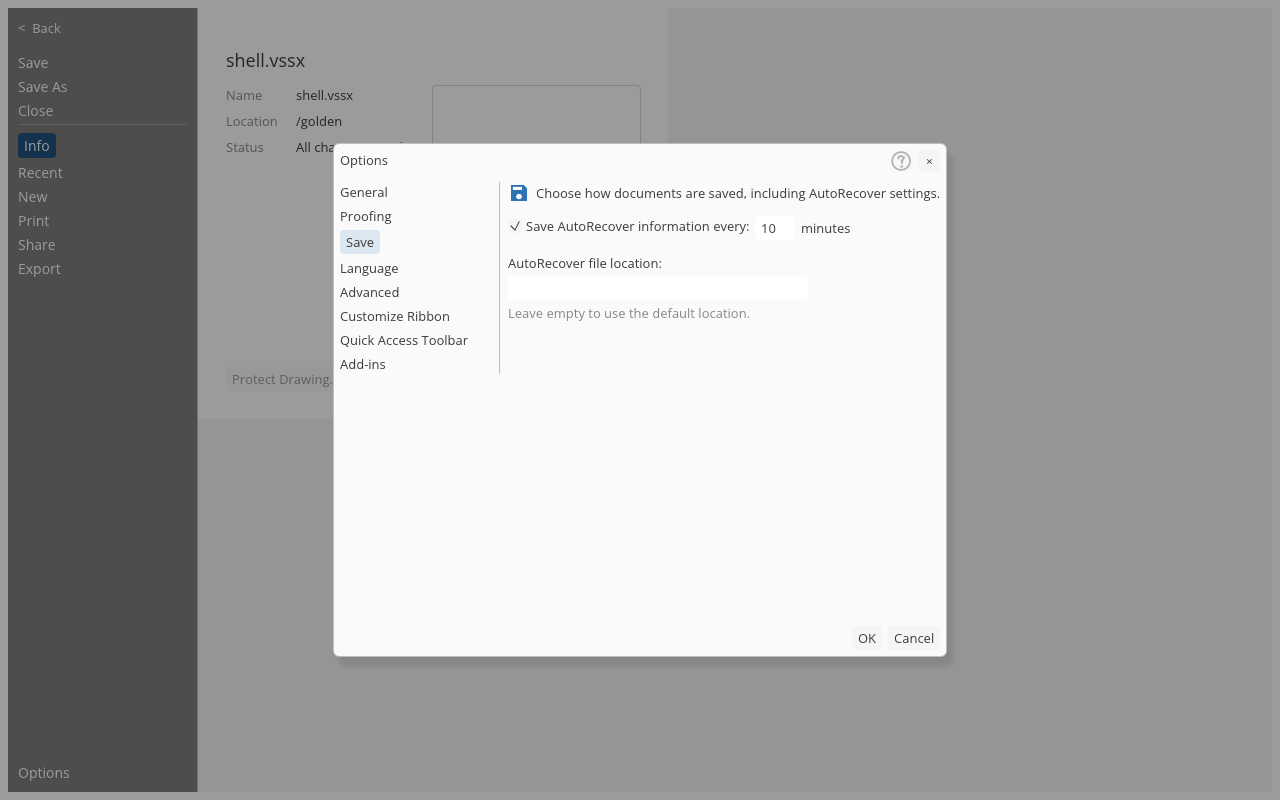 < Back
Save
Save As
Close
Info
Recent
New
Print
Share
Export
Options
shell.vssx
Name shell.vssx
Location /golden
Status All cha
Protect Drawing.
Options
?
×
General
Proofing
Save
Language
Advanced
Customize Ribbon
Quick Access Toolbar
Add-ins
Choose how documents are saved, including AutoRecover settings.
Save AutoRecover information every: 10 minutes
AutoRecover file location:
Leave empty to use the default location.
OK Cancel